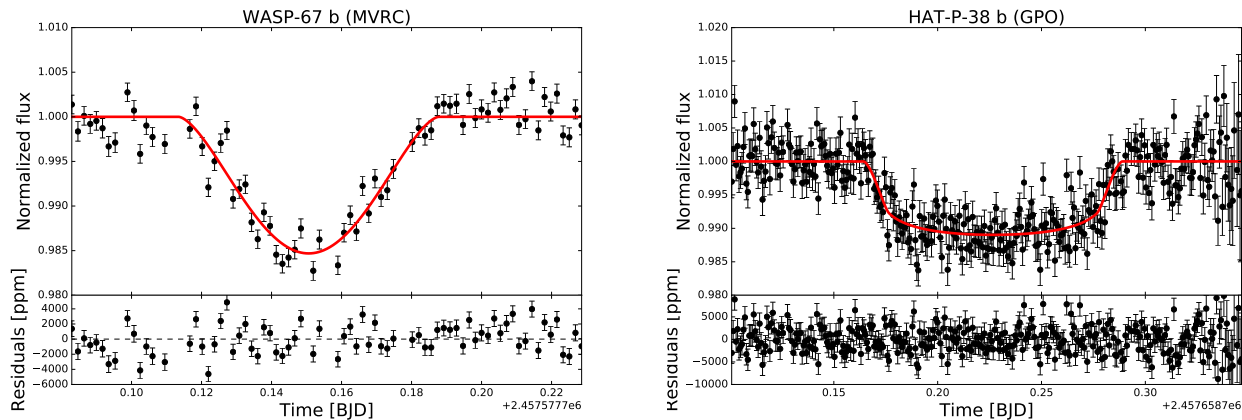 WASP-67 b (MVRC)
1.010
1.005
1.000
0.995
0.990
0.985
0.980
Normalized flux
4000
2000
0
−2000
−4000
−6000
Residuals [ppm]
0.10 0.12 0.14 0.16 0.18 0.20 0.22
+2.4575777e6
Time [BJD]
HAT-P-38 b (GPO)
1.020
1.015
1.010
1.005
1.000
0.995
0.990
0.985
0.980
Normalized flux
5000
0
−5000
−10000
Residuals [ppm]
0.15 0.20 0.25 0.30
+2.4576587e6
Time [BJD]